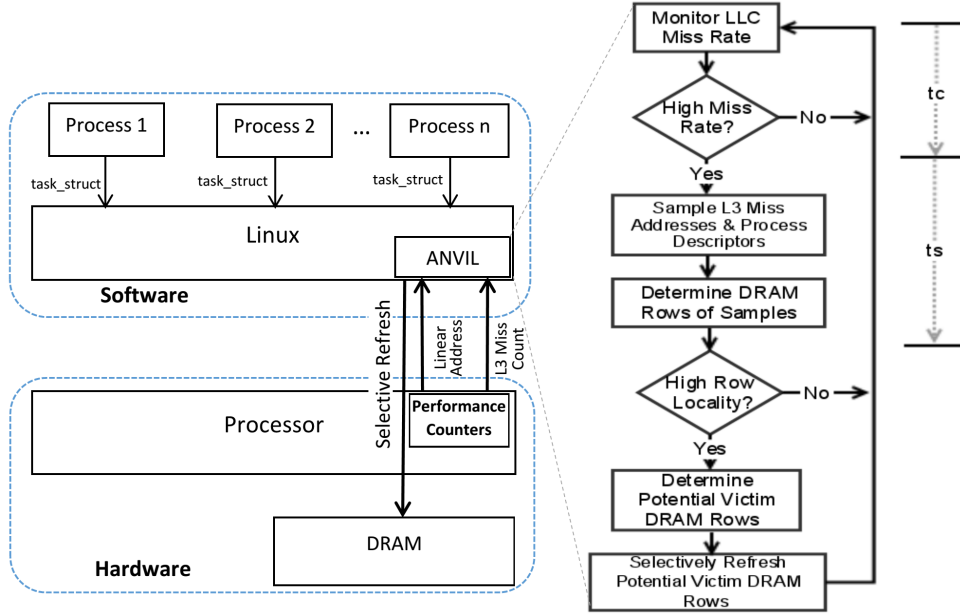 Process 1
Process 2
...
Process n
task_struct
task_struct
task_struct
Linux
ANVIL
Software
Selective Refresh
Linear
Address
L3 Miss
Count
Processor
Performance
Counters
DRAM
Hardware
Monitor LLC
Miss Rate
High Miss
Rate?
No
Yes
Sample L3 Miss
Addresses & Process
Descriptors
Determine DRAM
Rows of Samples
High Row
Locality?
No
Yes
Determine
Potential Victim
DRAM Rows
Selectively Refresh
Potential Victim DRAM
Rows
tc
ts